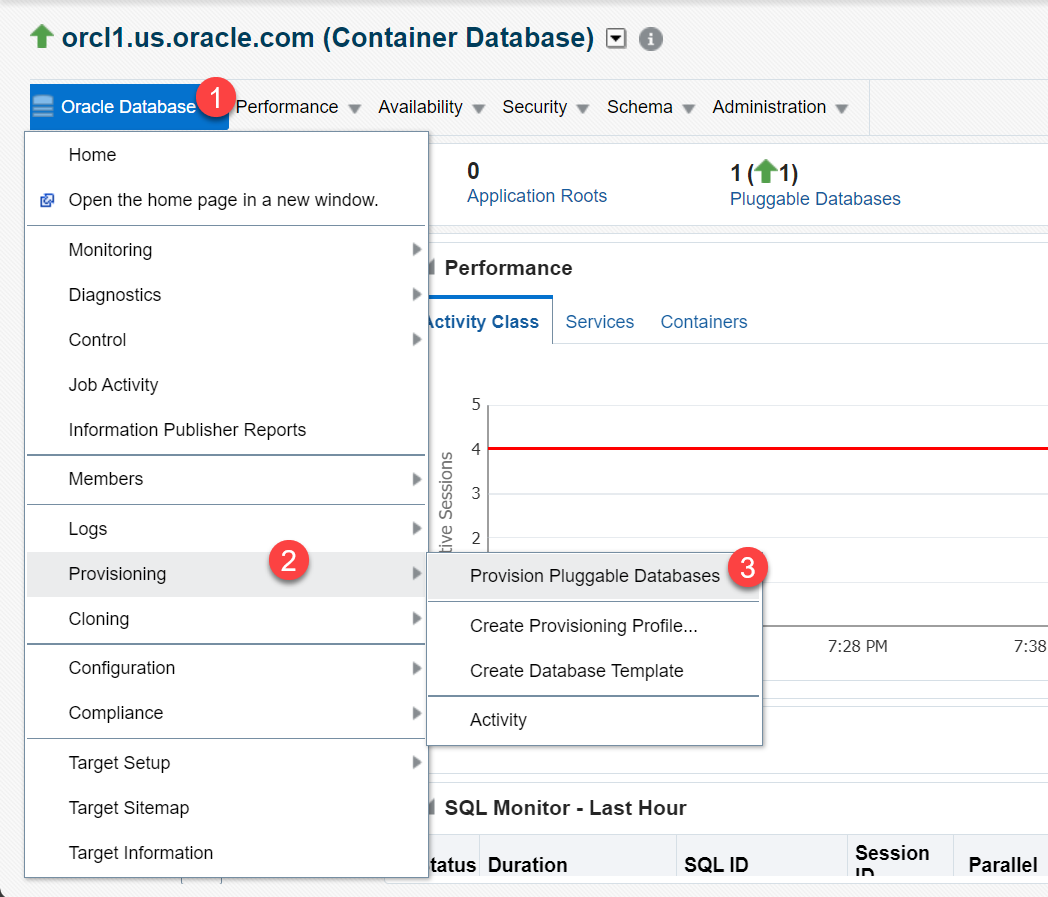 orcl1.us.oracle.com (Container Database)
Oracle Database 1 Performance Availability Security Schema Administration
Home
Open the home page in a new window.
Monitoring
Diagnostics
Control
Job Activity
Information Publisher Reports
Members
Logs
Provisioning 2
Cloning
Configuration
Compliance
Target Setup
Target Sitemap
Target Information
Provision Pluggable Databases 3
Create Provisioning Profile...
Create Database Template
Activity
0
Application Roots
1 (1)
Pluggable Databases
Performance
Activity Class Services Containers
5
4
3
2
Sessions
7:28 PM 7:38
SQL Monitor - Last Hour
tatus Duration SQL ID Session ID Parallel